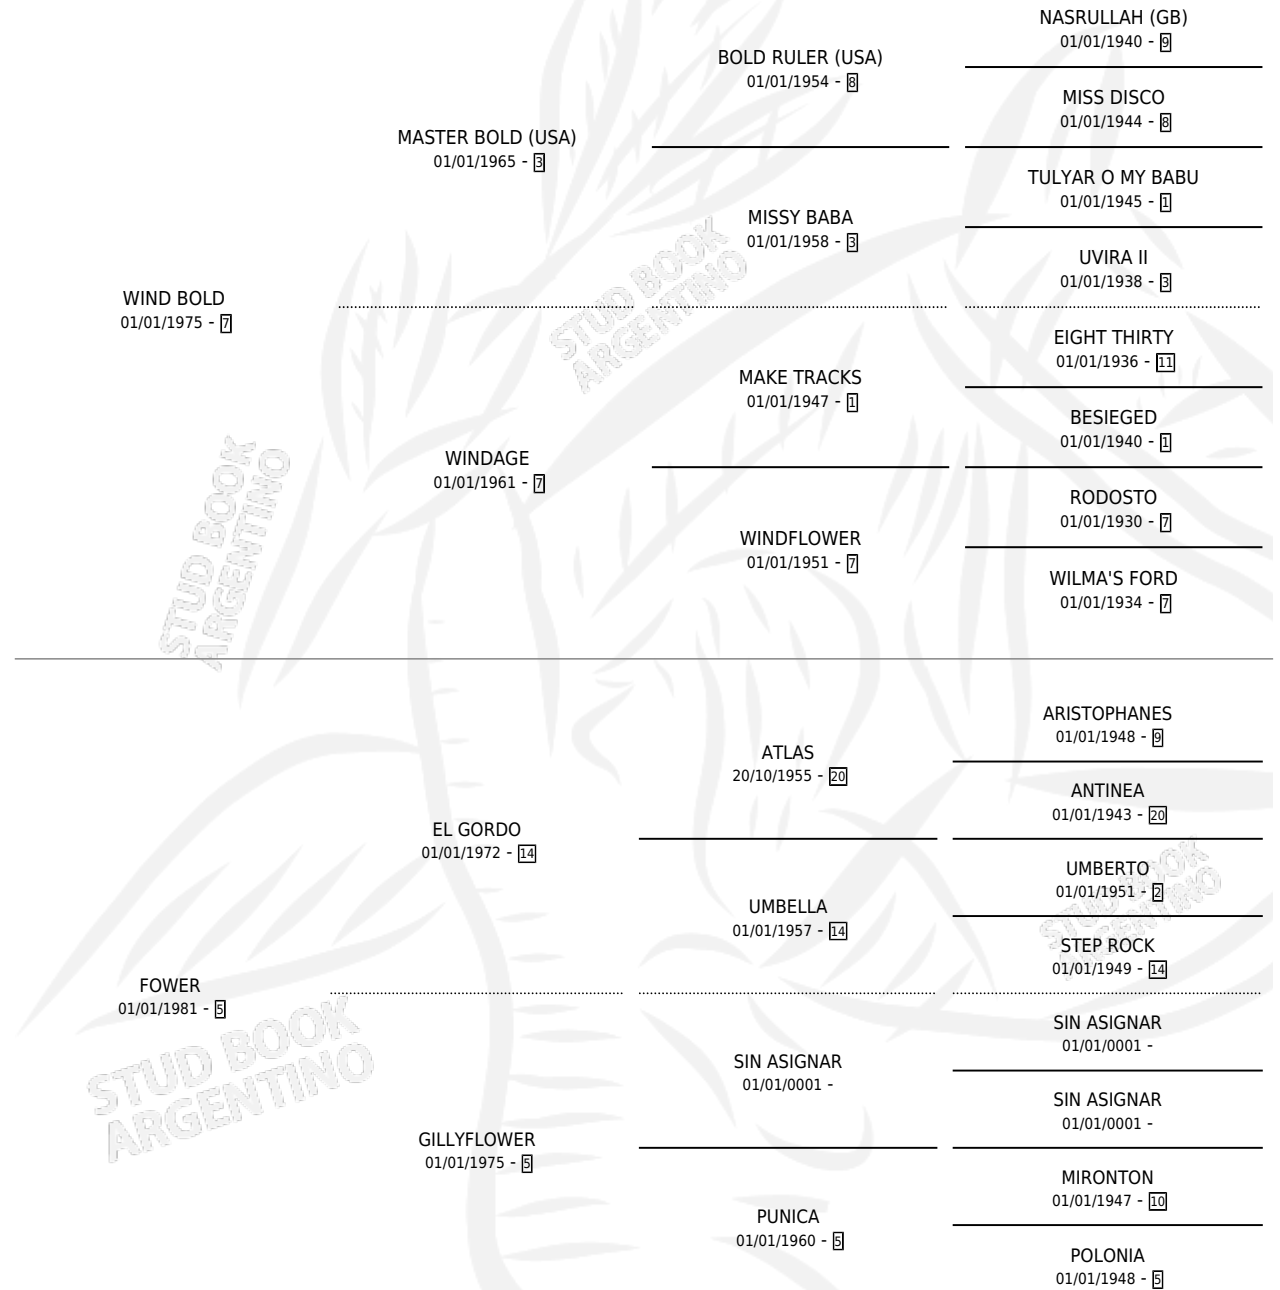 NASRULLAH (GB)
01/01/1940 - 9
BOLD RULER (USA)
01/01/1954 - 8
MISS DISCO
01/01/1944 - 8
MASTER BOLD (USA)
01/01/1965 - 3
TULYAR O MY BABU
01/01/1945 - 1
MISSY BABA
01/01/1958 - 3
UVIRA II
01/01/1938 - 3
WIND BOLD
01/01/1975 - 7
EIGHT THIRTY
01/01/1936 - 11
MAKE TRACKS
01/01/1947 - 1
BESIEGED
01/01/1940 - 1
WINDAGE
01/01/1961 - 7
RODOSTO
01/01/1930 - 7
WINDFLOWER
01/01/1951 - 7
WILMA'S FORD
01/01/1934 - 7
ARISTOPHANES
01/01/1948 - 9
ATLAS
20/10/1955 - 20
ANTINEA
01/01/1943 - 20
EL GORDO
01/01/1972 - 14
UMBERTO
01/01/1951 - 2
UMBELLA
01/01/1957 - 14
STEP ROCK
01/01/1949 - 14
FOWER
01/01/1981 - 5
SIN ASIGNAR
01/01/0001 -
SIN ASIGNAR
01/01/0001 -
SIN ASIGNAR
01/01/0001 -
GILLYFLOWER
01/01/1975 - 5
MIRONTON
01/01/1947 - 10
PUNICA
01/01/1960 - 5
POLONIA
01/01/1948 - 5
STUD BOOK
ARGENTINO
STUD BOOK
ARGENTINO
STUD BOOK
ARGENTINO
STUD BOOK
ARGENTINO